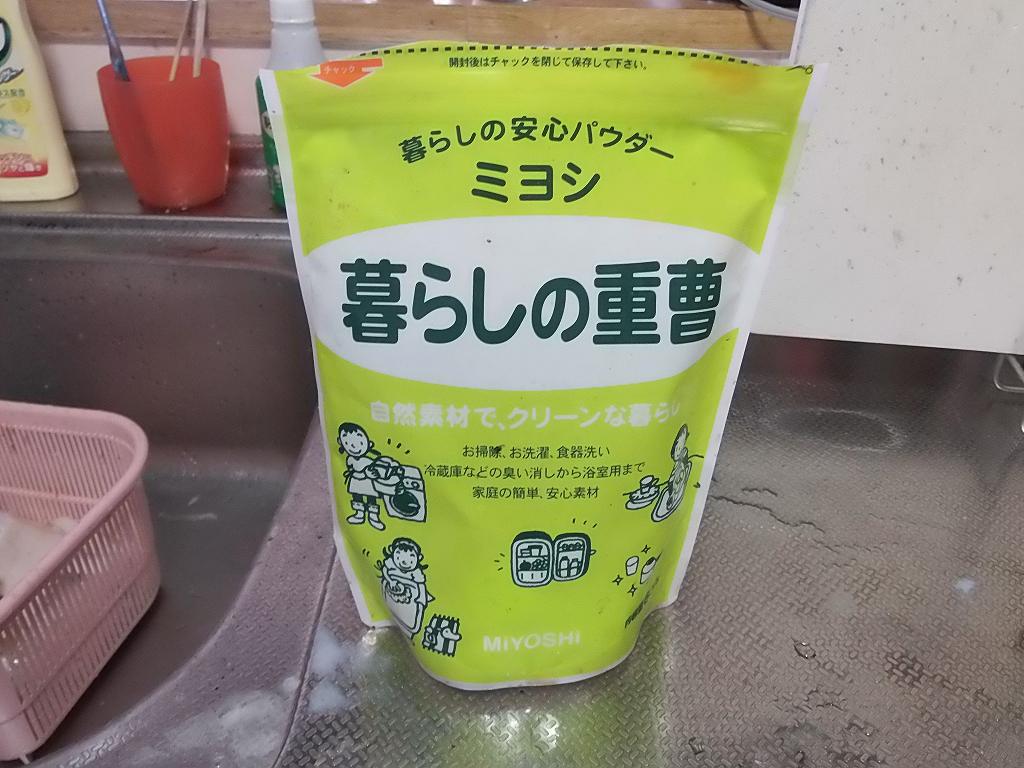 チャック
開封後はチャックを閉じて保存して下さい。
暮らしの安心パウダー
ミヨシ
暮らしの重曹
自然素材で、クリーンな暮らし
お掃除、お洗濯、食器洗い
冷蔵庫などの臭い消しから浴室用まで
家庭の簡単、安心素材
MiYOSHi